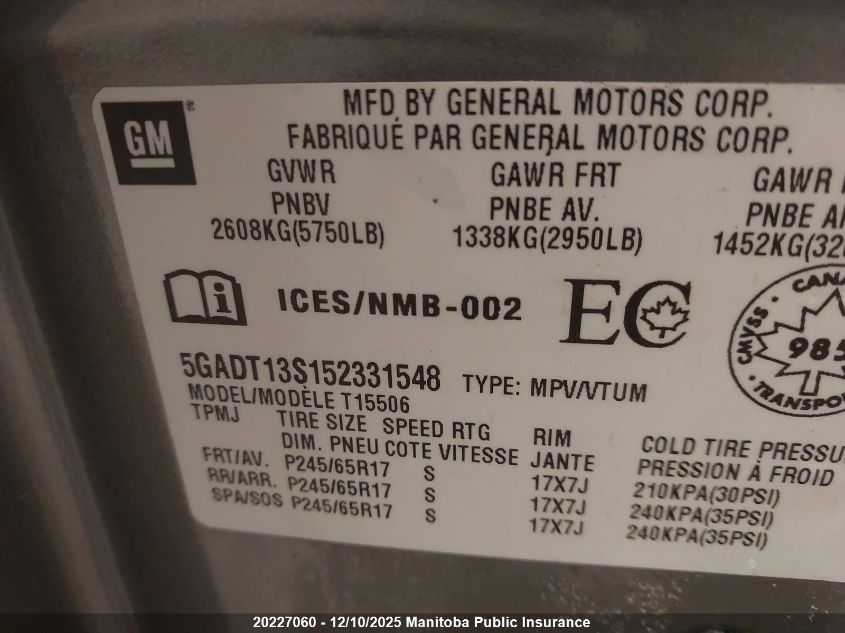 GM
MFD BY GENERAL MOTORS CORP.
FABRIQUÉ PAR GENERAL MOTORS CORP.
GVWR GAWR FRT GAWR
PNBV PNBE AV. PNBE
2608KG(5750LB) 1338KG(2950LB) 1452KG
ICES/NMB-002 EC
CANA
CMVSS
985
TRANSPO
5GADT13S152331548 TYPE: MPV/VTUM
MODEL/MODÈLE T15506
TPMJ TIRE SIZE SPEED RTG RIM COLD TIRE PRESSU
DIM. PNEU COTE VITESSE JANTE PRESSION À FROID
FRT/AV. P245/65R17 S 17X7J 210KPA(30PSI)
RR/ARR. P245/65R17 S 17X7J 240KPA(35PSI)
SPA/SOS P245/65R17 S 17X7J 240KPA(35PSI)
20227060 - 12/10/2025 Manitoba Public Insurance